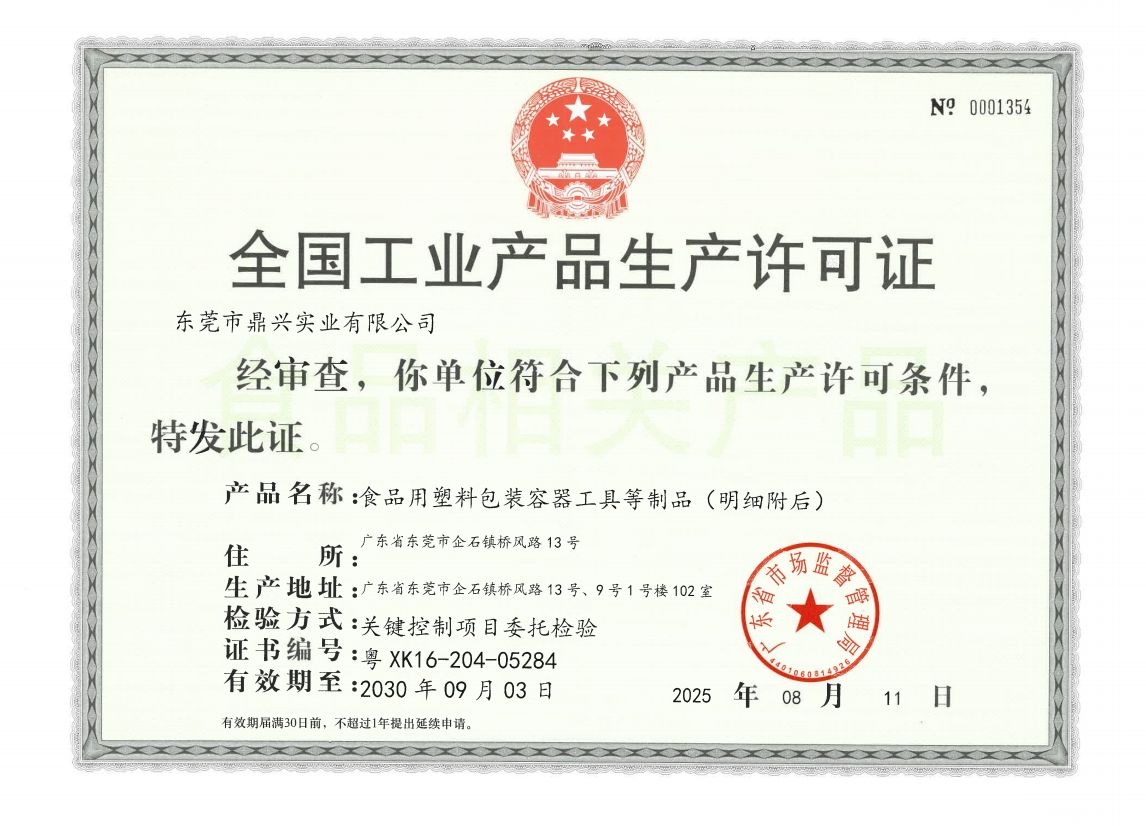 № 0001354
全国工业产品生产许可证
东莞市鼎兴实业有限公司
食品相关产品
经审查，你单位符合下列产品生产许可条件，
特发此证。
产品名称：食品用塑料包装容器工具等制品（明细附后）
住 所：广东省东莞市企石镇桥风路 13 号
生产地址：广东省东莞市企石镇桥风路 13 号、9 号 1 号楼 102 室
检验方式：关键控制项目委托检验
证书编号：粤 XK16-204-05284
有效期至：2030 年 09 月 03 日
广东省市场监督管理局
4401060814926
2025 年 08 月 11 日
有效期届满30日前，不超过1年提出延续申请。